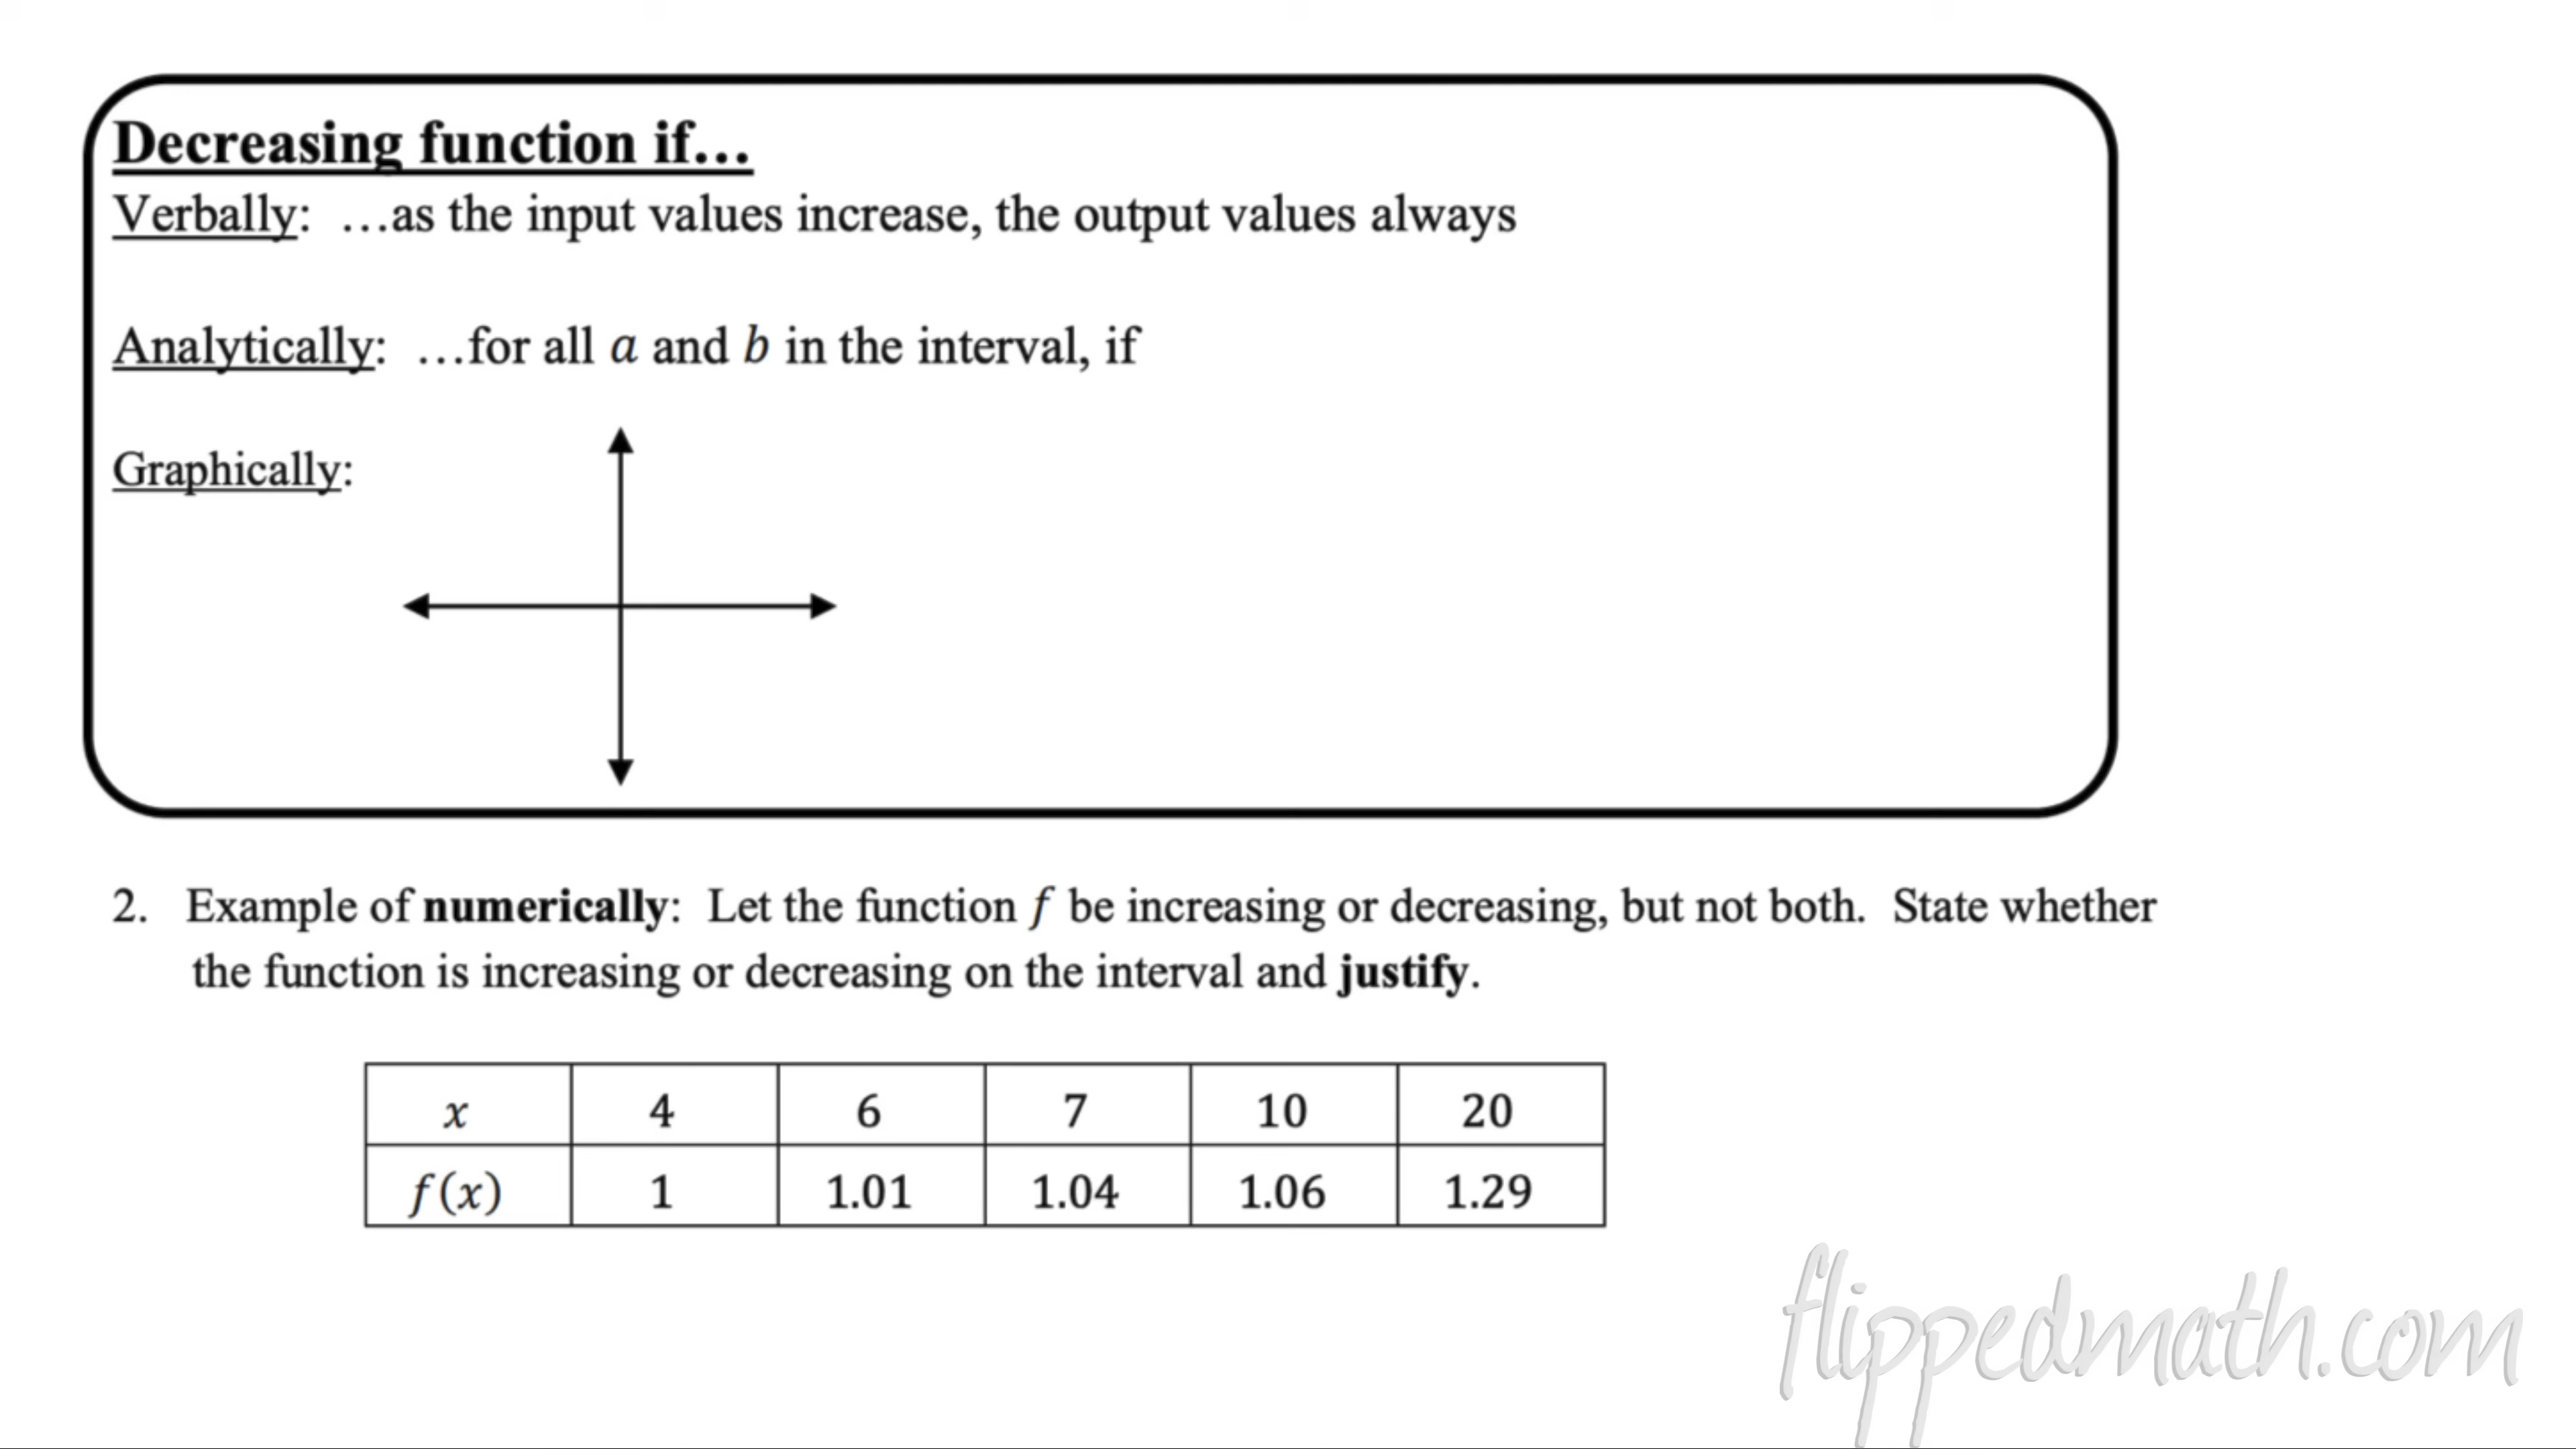 Decreasing function if…
Verbally: …as the input values increase, the output values always
Analytically: …for all a and b in the interval, if
Graphically:
2. Example of numerically: Let the function f be increasing or decreasing, but not both. State whether
the function is increasing or decreasing on the interval and justify.
x 4 6 7 10 20
f(x) 1 1.01 1.04 1.06 1.29
flippedmath.com